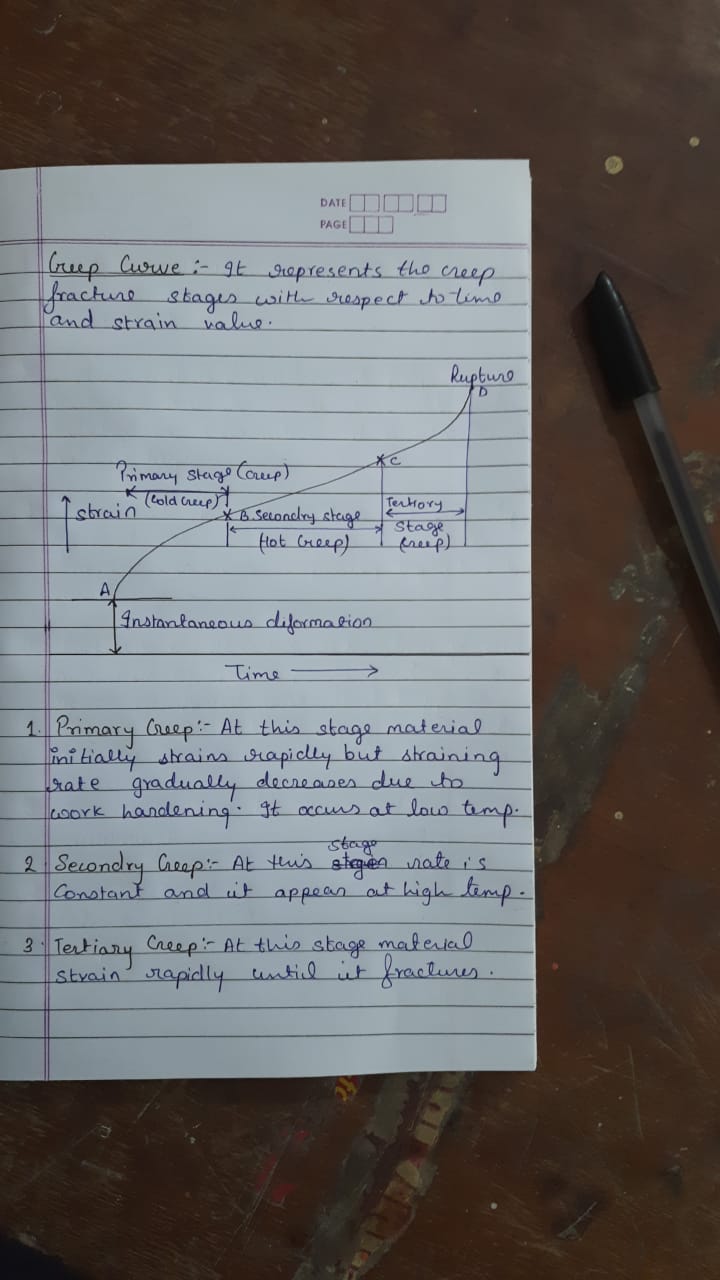 DATE
PAGE
Creep Curve :- It represents the creep
fracture stages with respect to time
and strain value.
Rupture
D
C
Primary Stage (Creep)
(Cold Creep)
strain
B Secondry stage
(Hot Creep)
Tertiory
Stage
(Creep)
A
Instantaneous diformation
Time
1. Primary Creep :- At this stage material
initially strains rapidly but straining
rate gradually decreases due to
work hardening. It occurs at low temp.
stage
2 Secondry Creep :- At this rate is
Constant and it appear at high temp.
3. Tertiary Creep :- At this stage material
strain rapidly until it fractures.